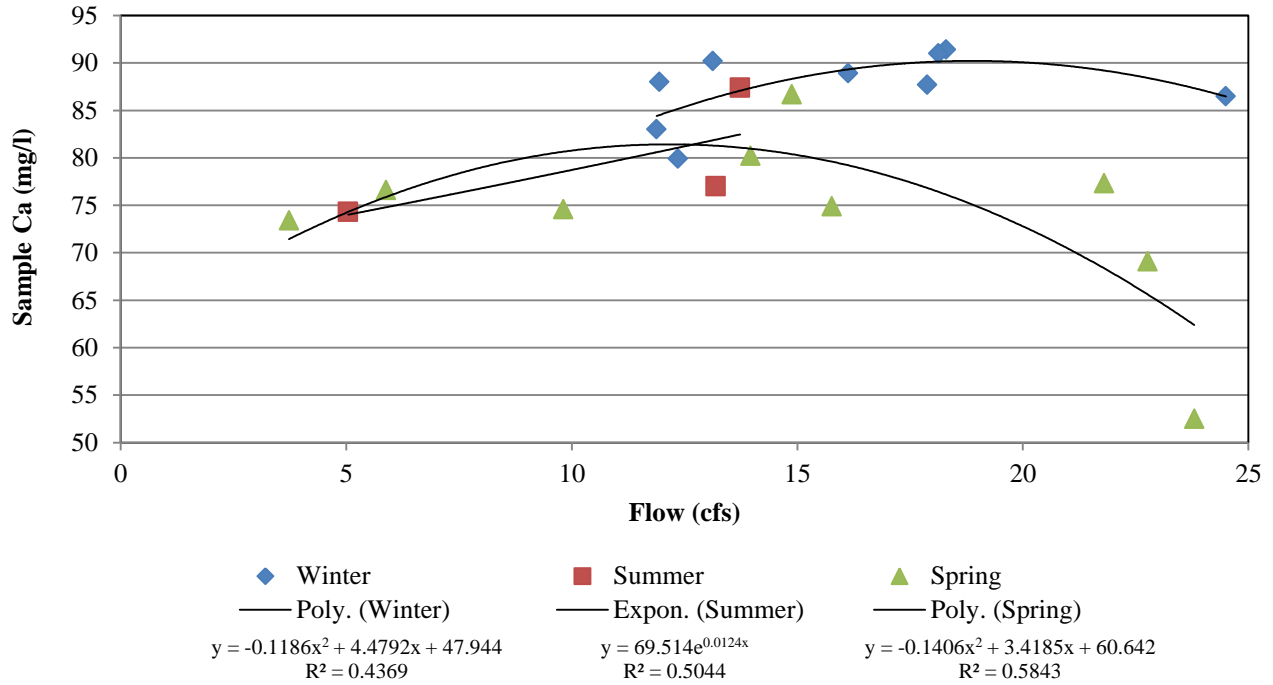 95
90
85
80
75
70
65
60
55
50
Sample Ca (mg/l)
0 5 10 15 20 25
Flow (cfs)
Winter Summer Spring
Poly. (Winter) Expon. (Summer) Poly. (Spring)
y = -0.1186x² + 4.4792x + 47.944 y = 69.514e^0.0124x y = -0.1406x² + 3.4185x + 60.642
R² = 0.4369 R² = 0.5044 R² = 0.5843